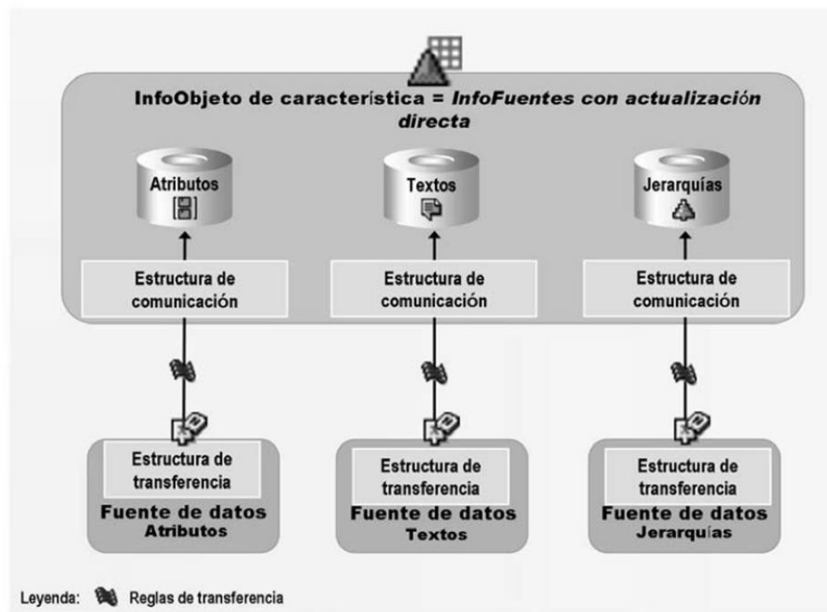 InfoObjeto de característica = InfoFuentes con actualización
directa
Atributos
Textos
Jerarquías
Estructura de
comunicación
Estructura de
comunicación
Estructura de
comunicación
Estructura de
transferencia
Fuente de datos
Atributos
Estructura de
transferencia
Fuente de datos
Textos
Estructura de
transferencia
Fuente de datos
Jerarquías
Leyenda: Reglas de transferencia